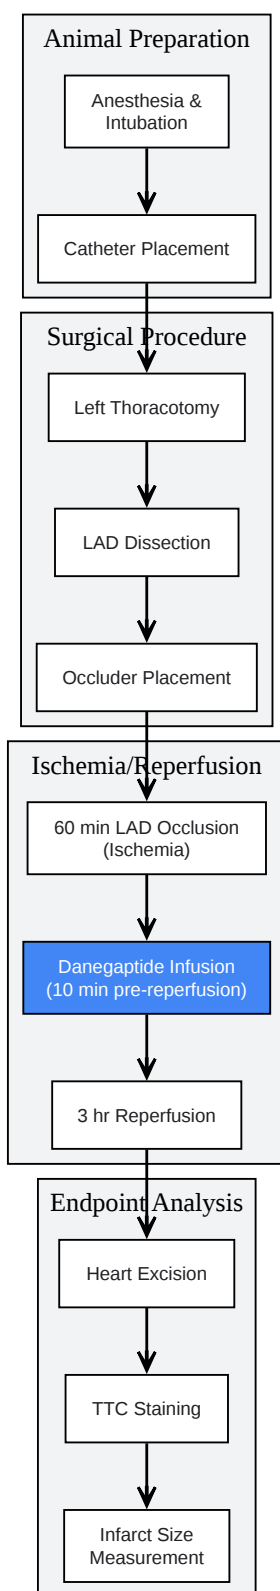 Animal Preparation
Anesthesia &
Intubation
Catheter Placement
Surgical Procedure
Left Thoracotomy
LAD Dissection
Occluder Placement
Ischemia/Reperfusion
60 min LAD Occlusion
(Ischemia)
Danegaptide Infusion
(10 min pre-reperfusion)
3 hr Reperfusion
Endpoint Analysis
Heart Excision
TTC Staining
Infarct Size
Measurement